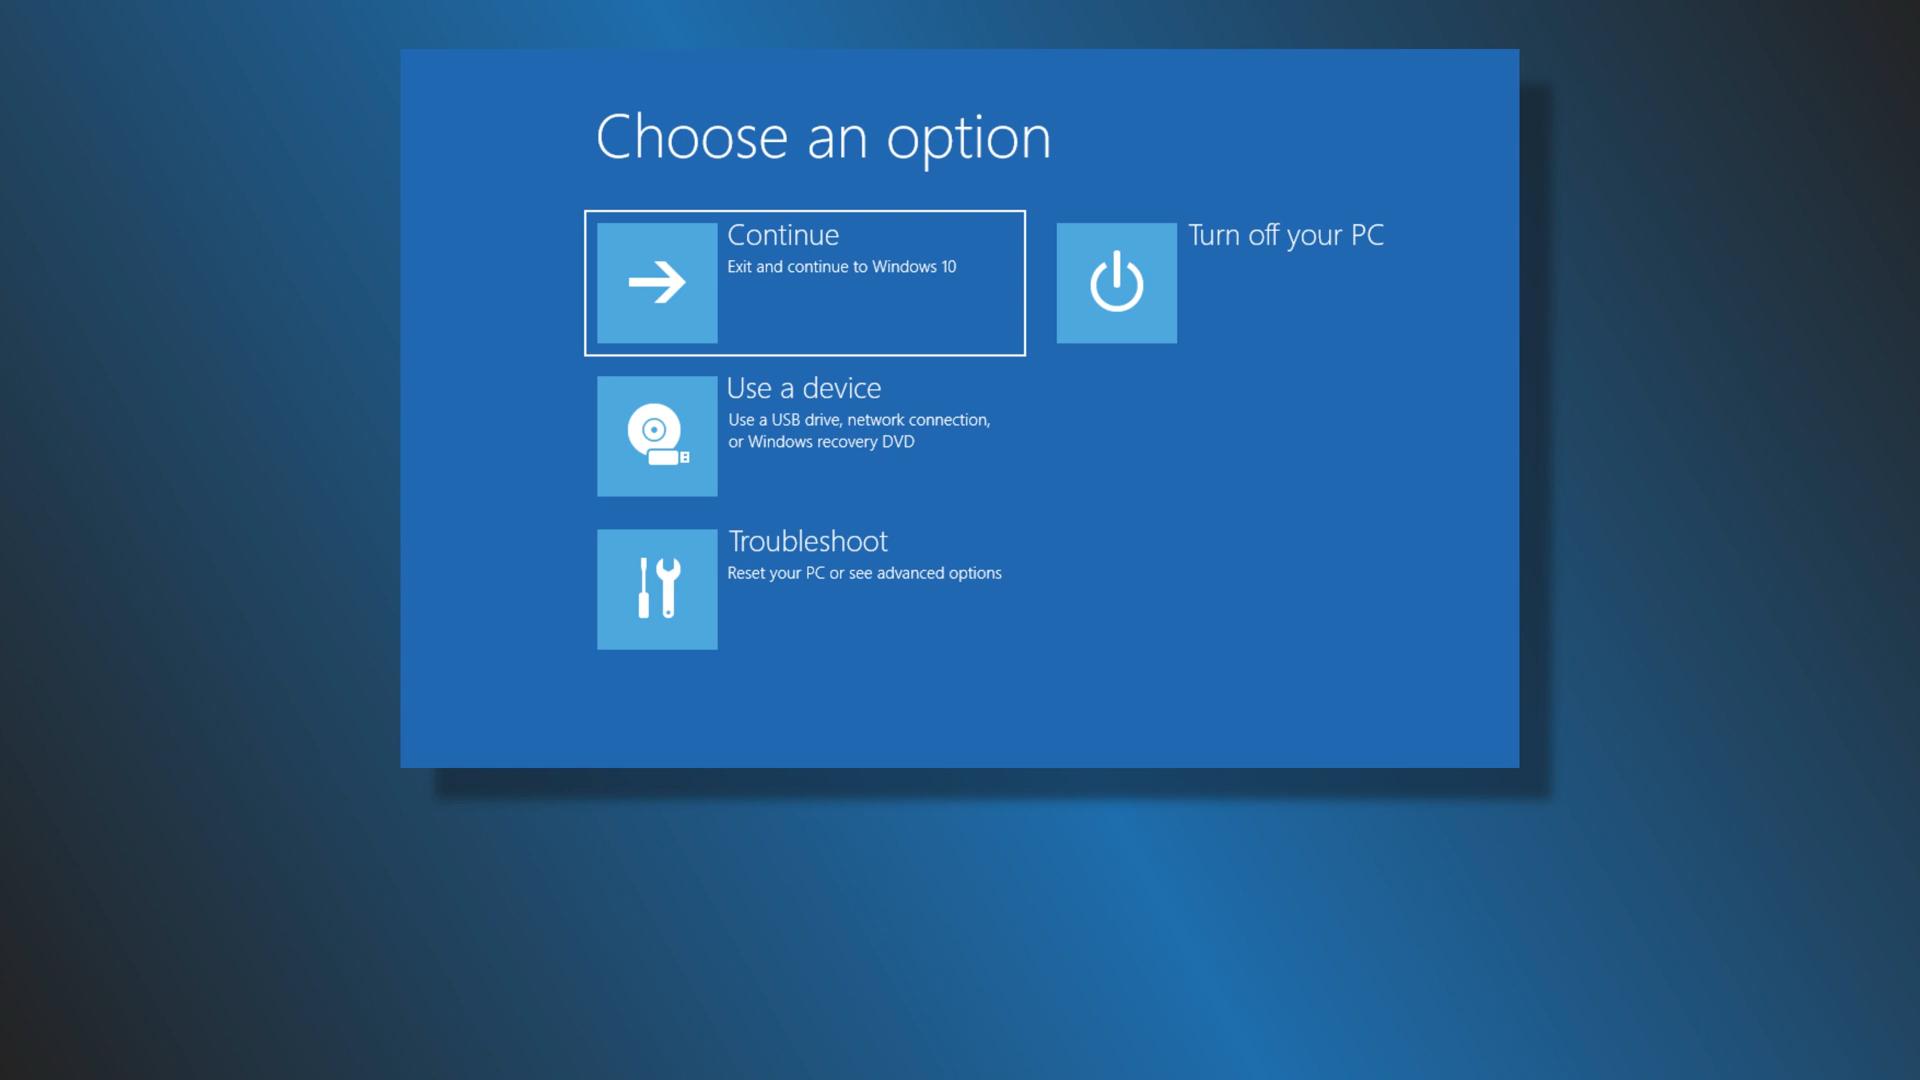 Choose an option
Continue
Exit and continue to Windows 10
Turn off your PC
Use a device
Use a USB drive, network connection,
or Windows recovery DVD
Troubleshoot
Reset your PC or see advanced options